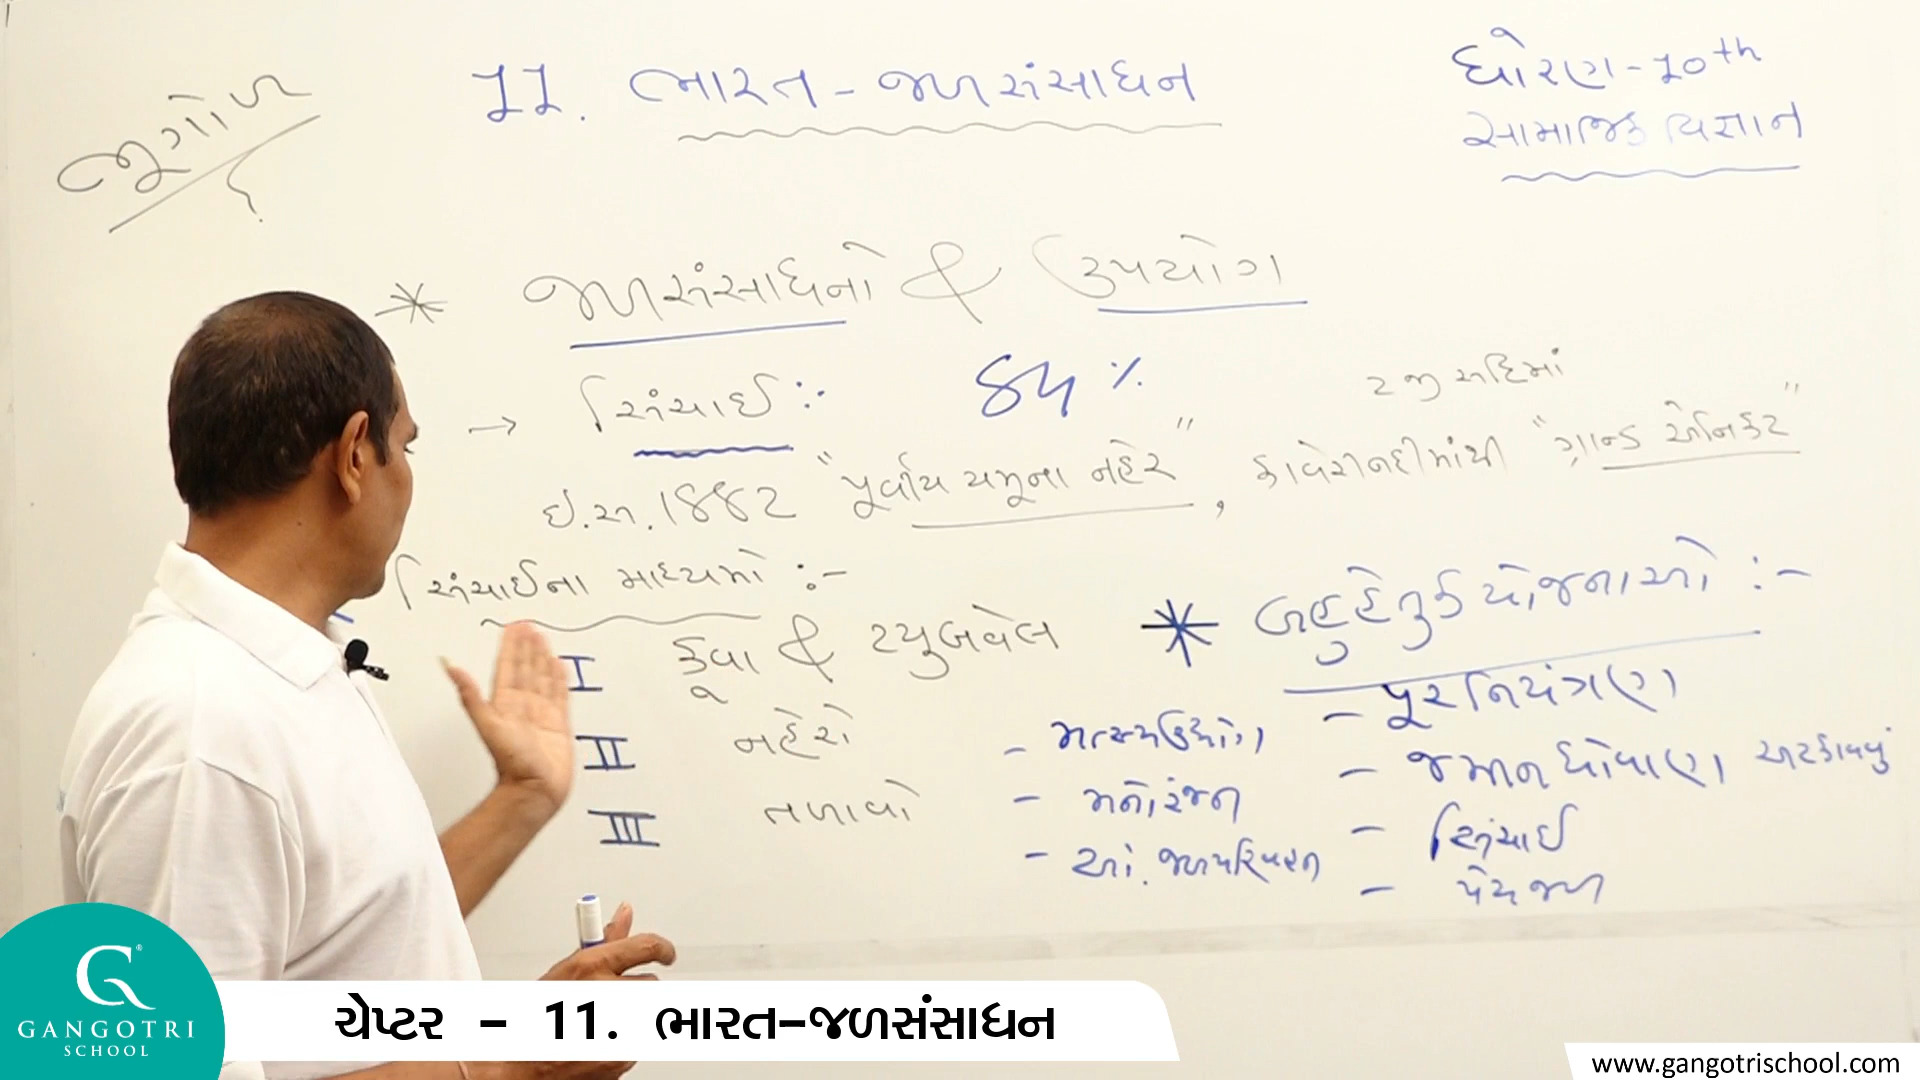 ભૂગોળ
11. ભારત - જળસંસાધન
ધોરણ - 10th
સામાજિક વિજ્ઞાન
* જળસંસાધનો & ઉપયોગ
→ સિંચાઈ :- 84 %
ઇ.સ. 1882 "પૂર્વીય યમુના નહેર" , કાવેરી નદીમાંથી "ગ્રાન્ડ એનિકટ"
2જી સદિમાં
સિંચાઈના માધ્યમો :-
I કૂવા & ટયુબવેલ
II નહેરો
III તળાવો
* બહુહેતુક યોજનાઓ :-
- પૂરનિયંત્રણ
- જમીન ધોવાણ અટકાવવું
- સિંચાઈ
- પેયજળ
- મત્સ્યઉદ્યોગ
- મનોરંજન
- આં. જળપરિવહન
G®
GANGOTRI
SCHOOL
ચેપ્ટર - 11. ભારત-જળસંસાધન
www.gangotrischool.com